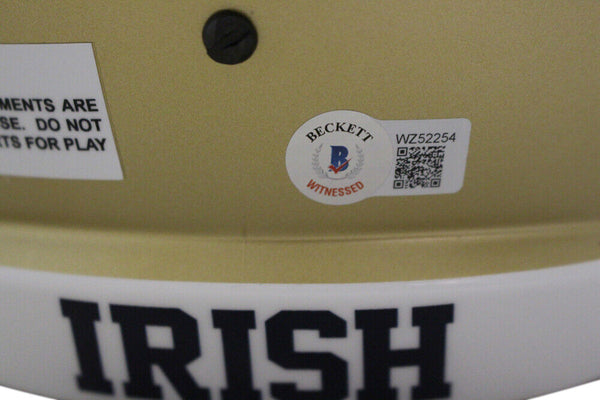 MENTS ARE
SE. DO NOT
TS FOR PLAY
BECKETT
B
WITNESSED
WZ52254
IRISH